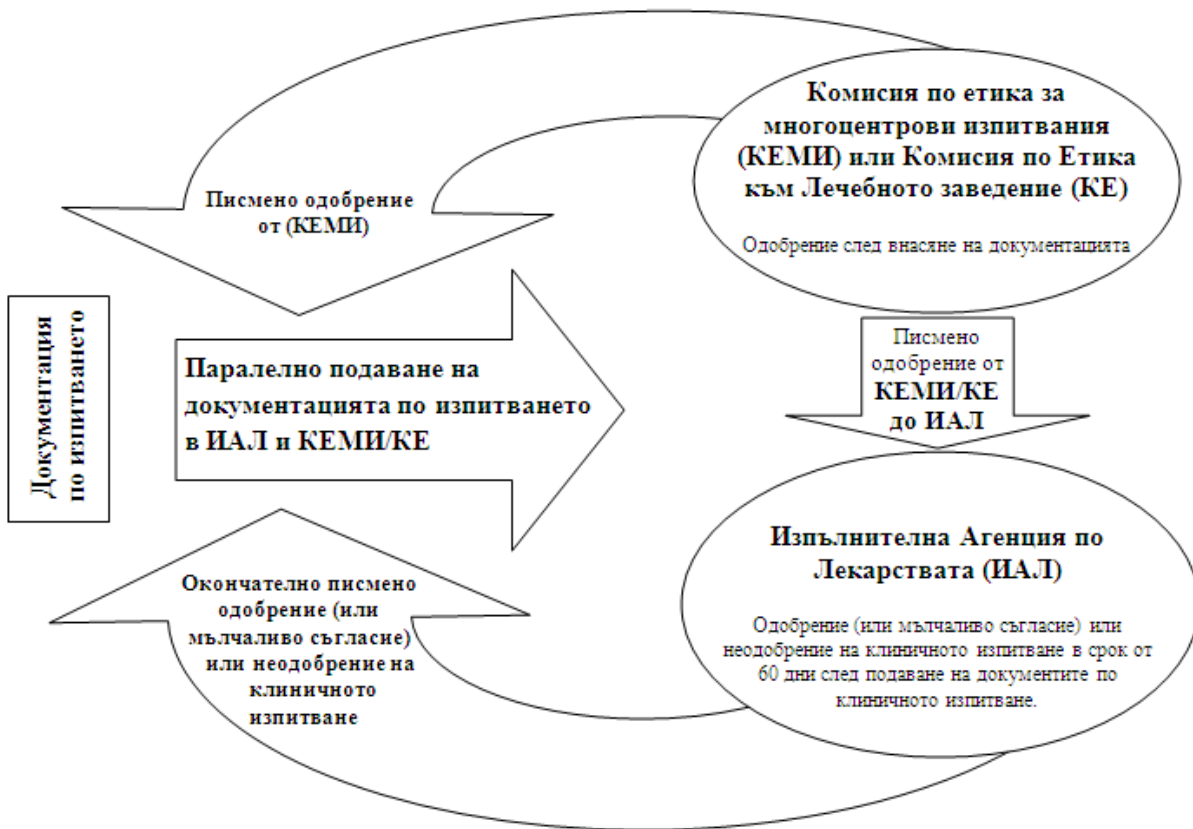 Комисия по етика за
многоцентрови изпитвания
(КЕМИ) или Комисия по Етика
към Лечебното заведение (КЕ)
Одобрение след внасяне на документацията
Писмено одобрение
от (КЕМИ)
Документация
по изпитването
Паралелно подаване на
документацията по изпитването
в ИАЛ и КЕМИ/КЕ
Писмено
одобрение от
КЕМИ/КЕ
до ИАЛ
Изпълнителна Агенция по
Лекарствата (ИАЛ)
Одобрение (или мълчаливо съгласие) или
неодобрение на клиничното изпитване в срок от
60 дни след подаване на документите по
клиничното изпитване.
Окончателно писмено
одобрение (или
мълчаливо съгласие)
или неодобрение на
клиничното
изпитване